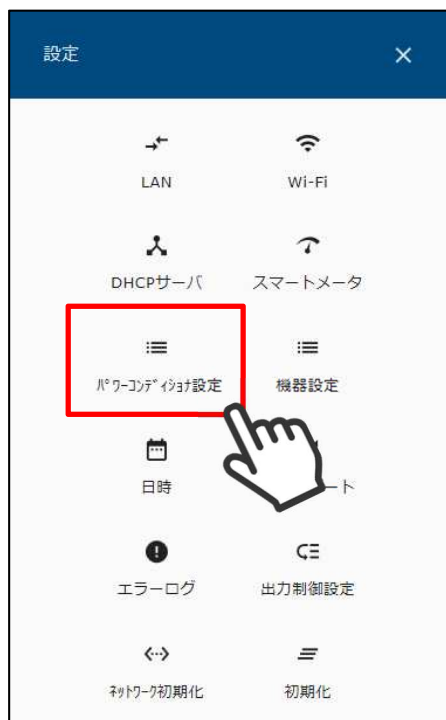 設定
LAN
Wi-Fi
DHCPサーバ
スマートメータ
ﾊﾟﾜｰｺﾝﾃﾞｨｼｮﾅ設定
機器設定
日時
ート
エラーログ
出力制御設定
ﾈｯﾄﾜｰｸ初期化
初期化